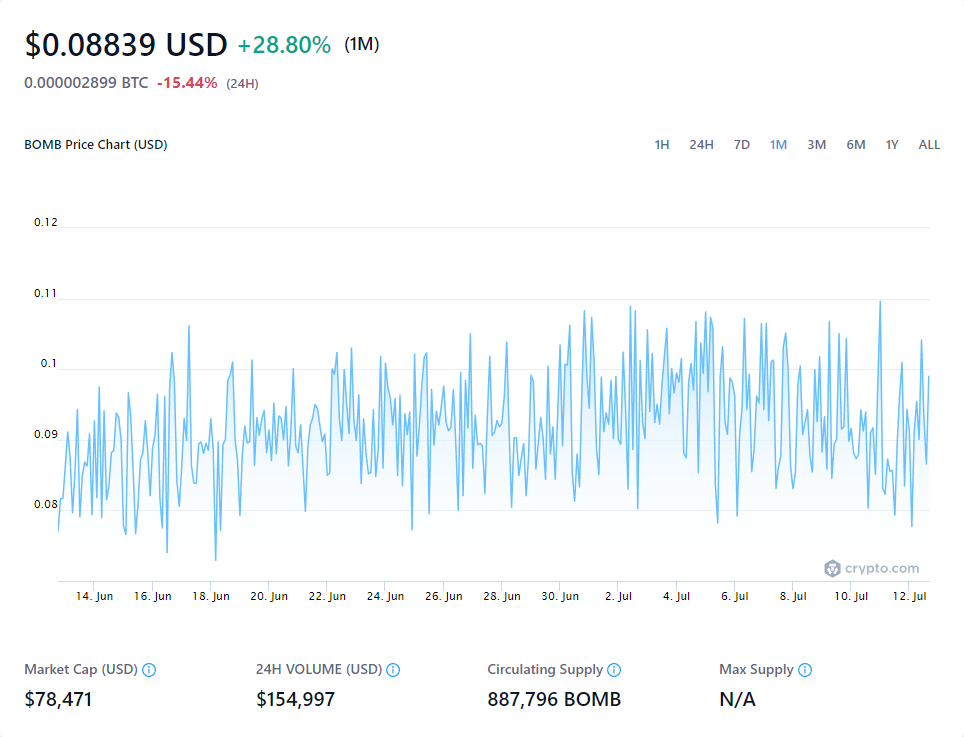 $0.08839 USD +28.80% (1M)
0.000002899 BTC -15.44% (24H)
BOMB Price Chart (USD) 1H 24H 7D 1M 3M 6M 1Y ALL
0.12
0.11
0.1
0.09
0.08
crypto.com
14. Jun 16. Jun 18. Jun 20. Jun 22. Jun 24. Jun 26. Jun 28. Jun 30. Jun 2. Jul 4. Jul 6. Jul 8. Jul 10. Jul 12. Jul
Market Cap (USD) 24H VOLUME (USD) Circulating Supply Max Supply
$78,471 $154,997 887,796 BOMB N/A